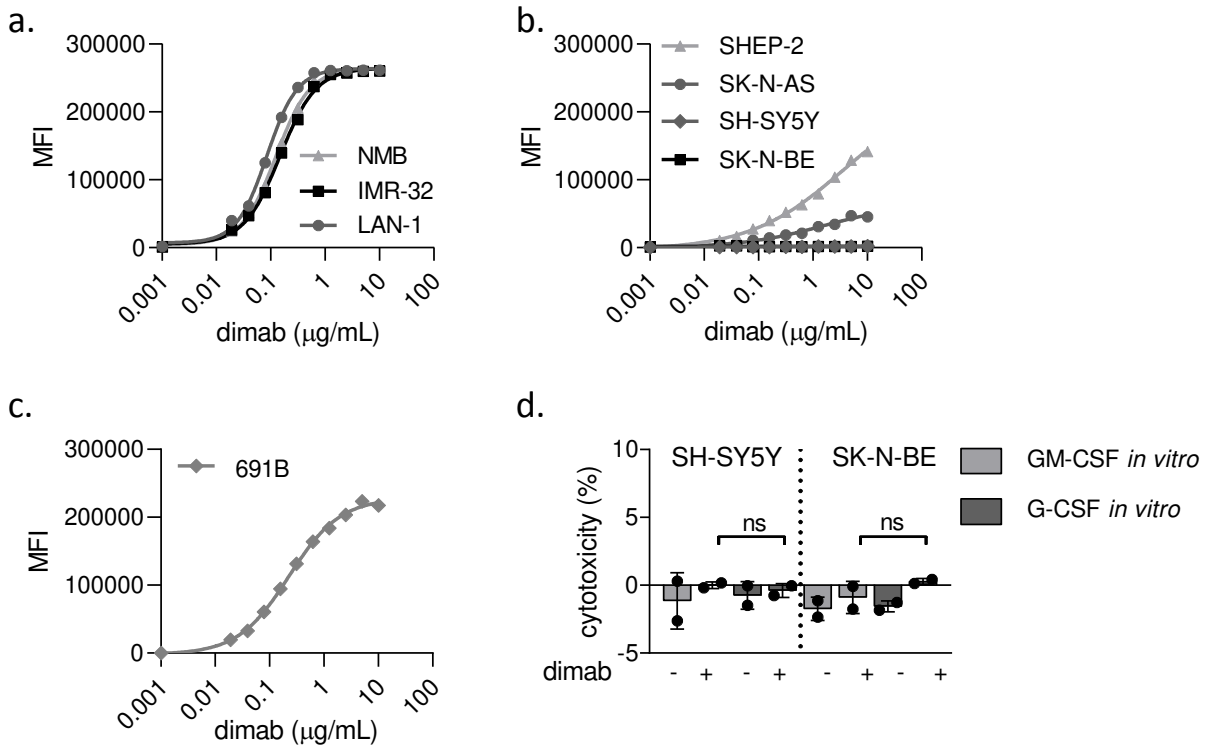 a.
300000
200000
100000
0
MFI
NMB
IMR-32
LAN-1
0.001
0.01
0.1
1
10
100
dimab (μg/mL)
b.
300000
200000
100000
0
MFI
SHEP-2
SK-N-AS
SH-SY5Y
SK-N-BE
0.001
0.01
0.1
1
10
100
dimab (μg/mL)
c.
300000
200000
100000
0
MFI
691B
0.001
0.01
0.1
1
10
100
dimab (μg/mL)
d.
10
5
0
-5
cytotoxicity (%)
SH-SY5Y
SK-N-BE
ns
ns
GM-CSF in vitro
G-CSF in vitro
dimab - + - + - + - +